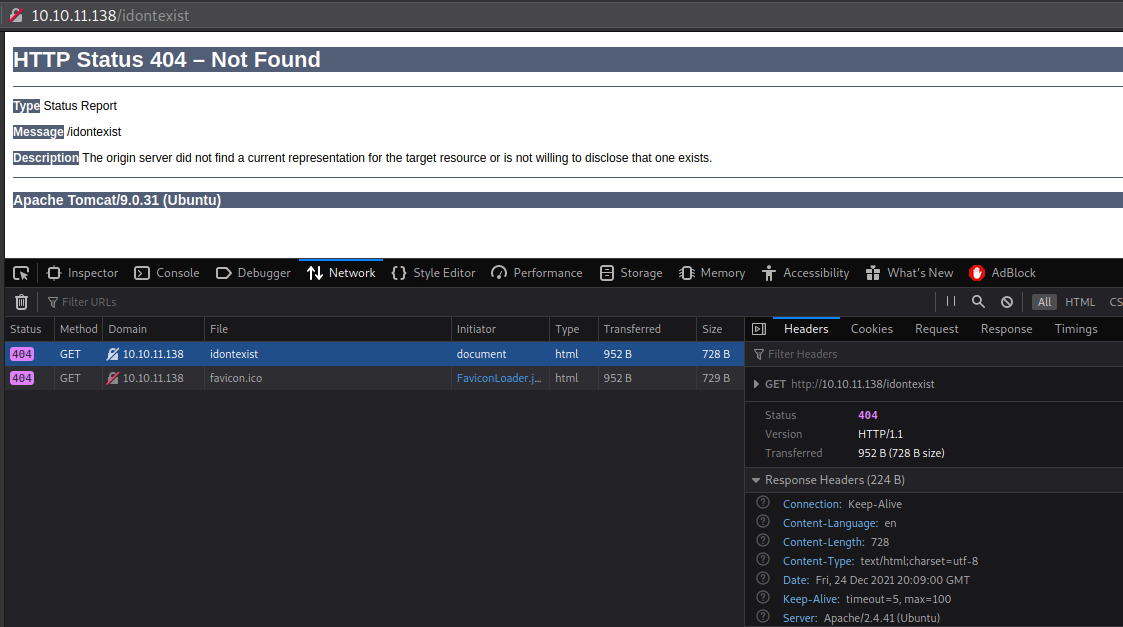 10.10.11.138/idontexist
HTTP Status 404 – Not Found
Type Status Report
Message /idontexist
Description The origin server did not find a current representation for the target resource or is not willing to disclose that one exists.
Apache Tomcat/9.0.31 (Ubuntu)
Inspector Console Debugger Network Style Editor Performance Storage Memory Accessibility What's New AdBlock
Filter URLs All HTML CS
Status Method Domain File Initiator Type Transferred Size
404 GET 10.10.11.138 idontexist document html 952 B 728 B
404 GET 10.10.11.138 favicon.ico FaviconLoader.j... html 952 B 729 B
Headers Cookies Request Response Timings
Filter Headers
GET http://10.10.11.138/idontexist
Status 404
Version HTTP/1.1
Transferred 952 B (728 B size)
Response Headers (224 B)
? Connection: Keep-Alive
? Content-Language: en
? Content-Length: 728
? Content-Type: text/html;charset=utf-8
? Date: Fri, 24 Dec 2021 20:09:00 GMT
? Keep-Alive: timeout=5, max=100
? Server: Apache/2.4.41 (Ubuntu)